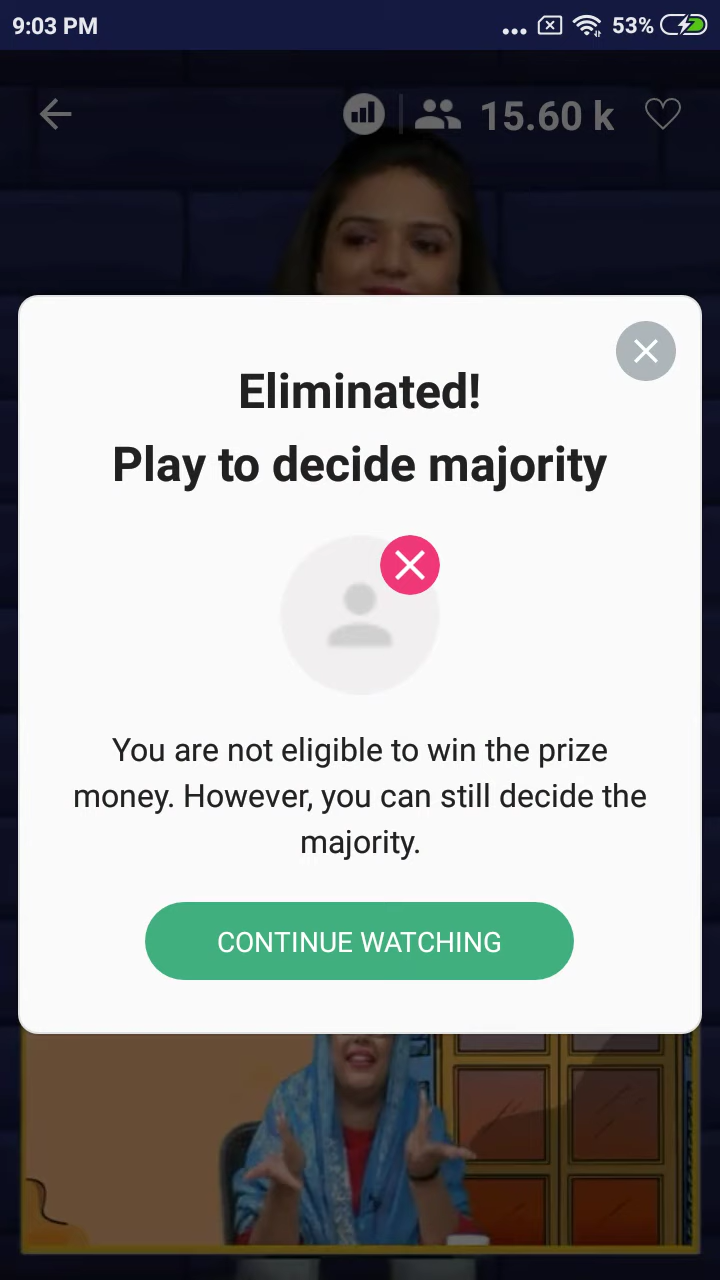 9:03 PM
53%
15.60 k
Eliminated!
Play to decide majority
You are not eligible to win the prize
money. However, you can still decide the
majority.
CONTINUE WATCHING